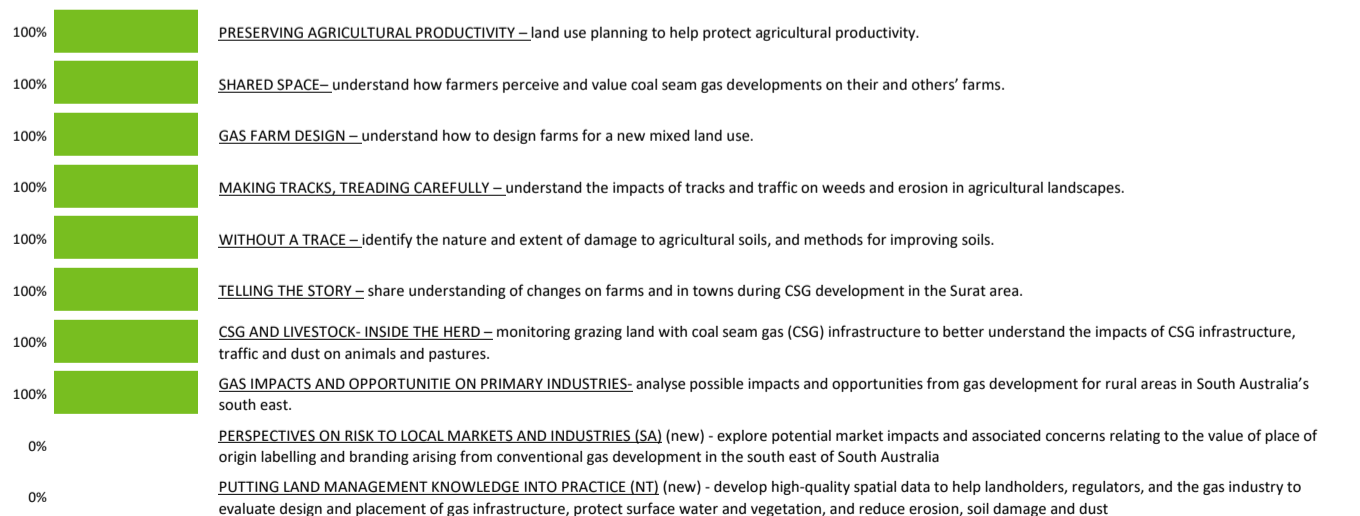 100% PRESERVING AGRICULTURAL PRODUCTIVITY – land use planning to help protect agricultural productivity.
100% SHARED SPACE– understand how farmers perceive and value coal seam gas developments on their and others’ farms.
100% GAS FARM DESIGN – understand how to design farms for a new mixed land use.
100% MAKING TRACKS, TREADING CAREFULLY – understand the impacts of tracks and traffic on weeds and erosion in agricultural landscapes.
100% WITHOUT A TRACE – identify the nature and extent of damage to agricultural soils, and methods for improving soils.
100% TELLING THE STORY – share understanding of changes on farms and in towns during CSG development in the Surat area.
100% CSG AND LIVESTOCK- INSIDE THE HERD – monitoring grazing land with coal seam gas (CSG) infrastructure to better understand the impacts of CSG infrastructure,
traffic and dust on animals and pastures.
100% GAS IMPACTS AND OPPORTUNITIE ON PRIMARY INDUSTRIES- analyse possible impacts and opportunities from gas development for rural areas in South Australia’s
south east.
0% PERSPECTIVES ON RISK TO LOCAL MARKETS AND INDUSTRIES (SA) (new) - explore potential market impacts and associated concerns relating to the value of place of
origin labelling and branding arising from conventional gas development in the south east of South Australia
0% PUTTING LAND MANAGEMENT KNOWLEDGE INTO PRACTICE (NT) (new) - develop high-quality spatial data to help landholders, regulators, and the gas industry to
evaluate design and placement of gas infrastructure, protect surface water and vegetation, and reduce erosion, soil damage and dust